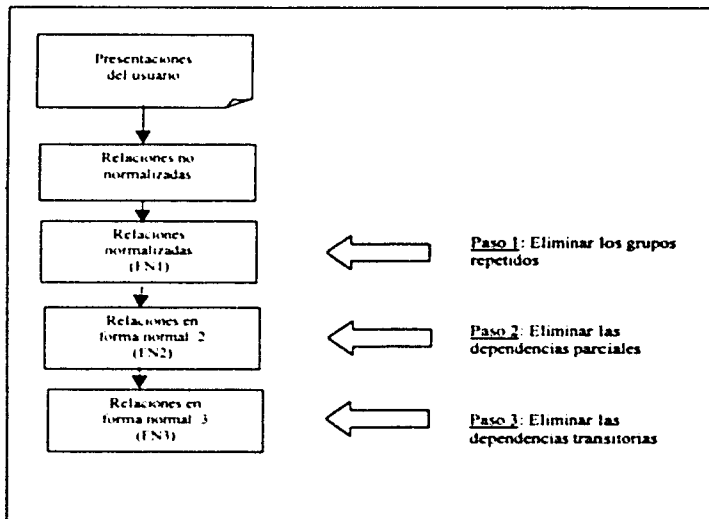 Presentaciones
del usuario
Relaciones no
normalizadas
Relaciones
normalizadas
(FN1)
Paso 1: Eliminar los grupos
repetidos
Relaciones en
forma normal 2
(FN2)
Paso 2: Eliminar las
dependencias parciales
Relaciones en
forma normal 3
(FN3)
Paso 3: Eliminar las
dependencias transitorias